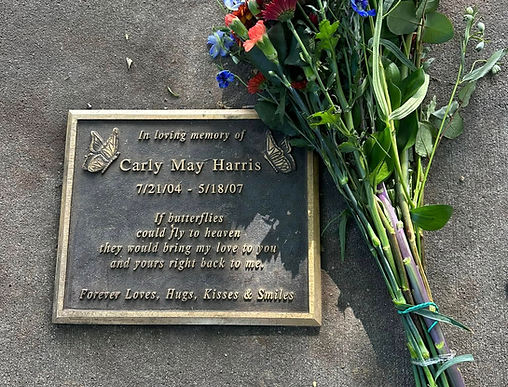 In loving memory of
Carly May Harris
7/21/04 - 5/18/07
If butterflies
could fly to heaven
they would bring my love to you
and yours right back to me.
Forever Loves, Hugs, Kisses & Smiles